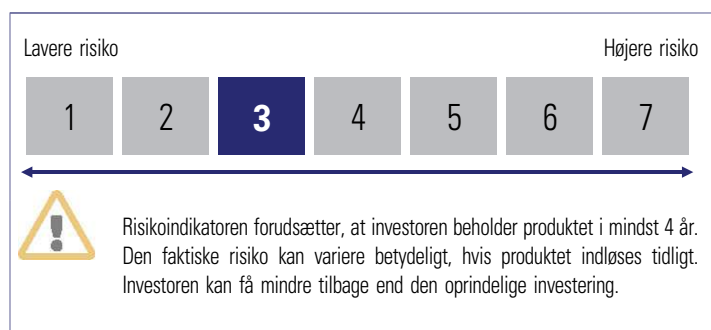 Lavere risiko Højere risiko
1 2 3 4 5 6 7
Risikoindikatoren forudsætter, at investoren beholder produktet i mindst 4 år.
Den faktiske risiko kan variere betydeligt, hvis produktet indløses tidligt.
Investoren kan få mindre tilbage end den oprindelige investering.